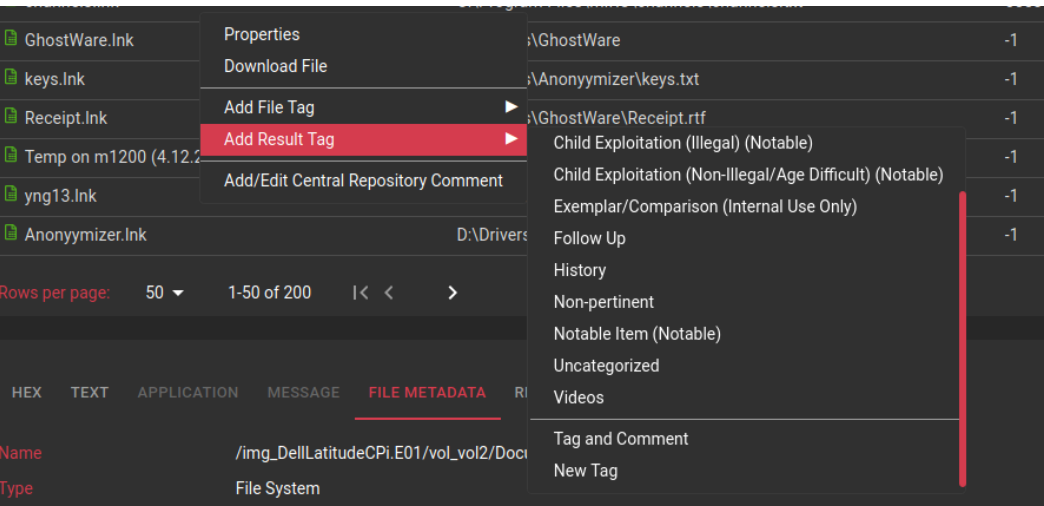 GhostWare.lnk
Properties
s\GhostWare
-1
keys.lnk
Download File
s\Anonyymizer\keys.txt
-1
Receipt.lnk
Add File Tag
s\GhostWare\Receipt.rtf
-1
Temp on m1200 (4.12.2
Add Result Tag
Child Exploitation (Illegal) (Notable)
-1
yng13.lnk
Add/Edit Central Repository Comment
Child Exploitation (Non-Illegal/Age Difficult) (Notable)
-1
Exemplar/Comparison (Internal Use Only)
Anonyymizer.lnk
D:\Drivers
Follow Up
-1
History
Rows per page:
50
1-50 of 200
Non-pertinent
Notable Item (Notable)
Uncategorized
HEX TEXT APPLICATION MESSAGE FILE METADATA
Videos
Name
/img_DellLatitudeCPi.E01/vol_vol2/Docu
Tag and Comment
Type
File System
New Tag